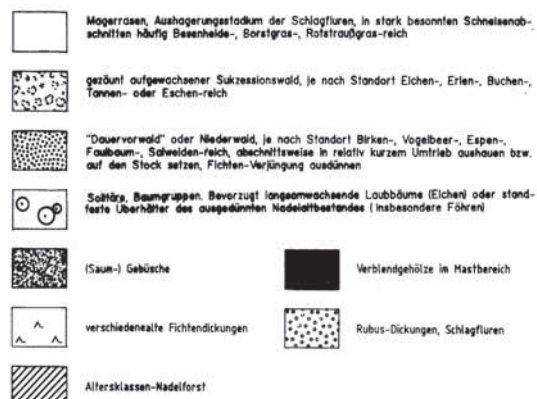 Magerrasen, Aushagerungsstadium der Schlagfluren, in stark besonnten Schneisenab-
schnitten häufig Besenheide-, Borstgras-, Rotstraußgras-reich
gezäunt aufgewachsener Sukzessionswald, je nach Standort Eichen-, Erlen-, Buchen-,
Tannen- oder Eschen-reich
"Dauervorwald" oder Niederwald, je nach Standort Birken-, Vogelbeer-, Espen-,
Faulbaum-, Salweiden-reich, abschnittsweise in relativ kurzem Umtrieb aushauen bzw.
auf den Stock setzen, Fichten-Verjüngung ausdünnen
Solitärs, Baumgruppen. Bevorzugt langsamwachsende Laubbäume (Eichen) oder stand-
feste Überhälter des ausgedünnten Nadelaltbestandes (insbesondere Föhren)
(Saum-) Gebüsche
Verblendgehölze im Mastbereich
verschiedenalte Fichtendickungen
Rubus-Dickungen, Schlagfluren
Altersklassen-Nadelforst